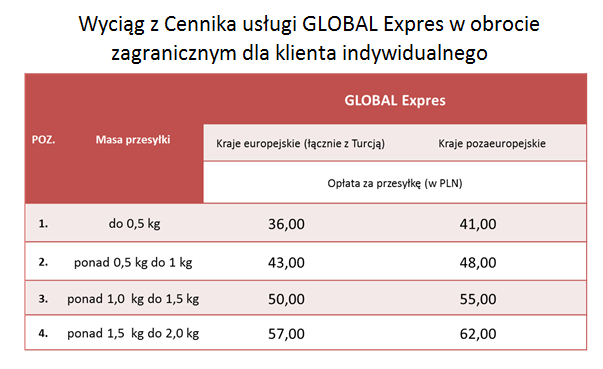 Wyciąg z Cennika usługi GLOBAL Expres w obrocie
zagranicznym dla klienta indywidualnego
GLOBAL Expres
POZ. Masa przesyłki Kraje europejskie (łącznie z Turcją) Kraje pozaeuropejskie
Opłata za przesyłkę (w PLN)
1. do 0,5 kg 36,00 41,00
2. ponad 0,5 kg do 1 kg 43,00 48,00
3. ponad 1,0 kg do 1,5 kg 50,00 55,00
4. ponad 1,5 kg do 2,0 kg 57,00 62,00